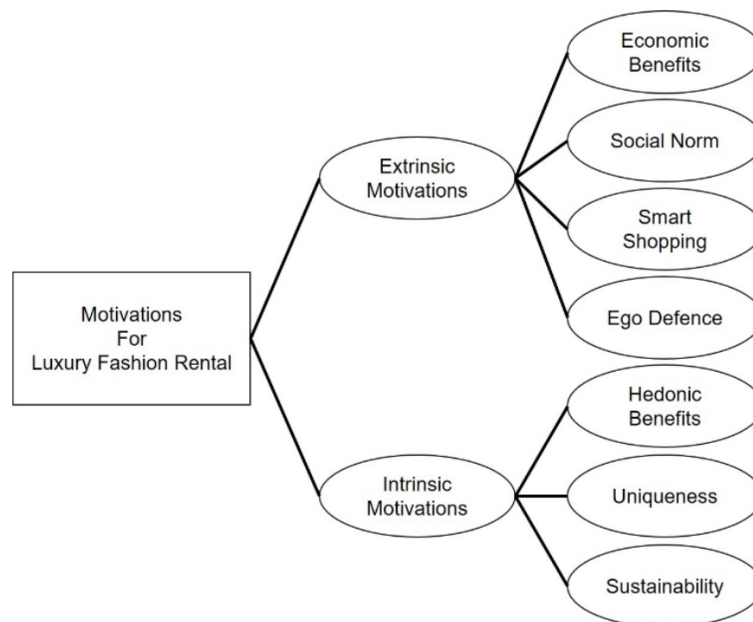 Motivations
For
Luxury Fashion Rental
Extrinsic
Motivations
Economic
Benefits
Social Norm
Smart
Shopping
Ego Defence
Intrinsic
Motivations
Hedonic
Benefits
Uniqueness
Sustainability